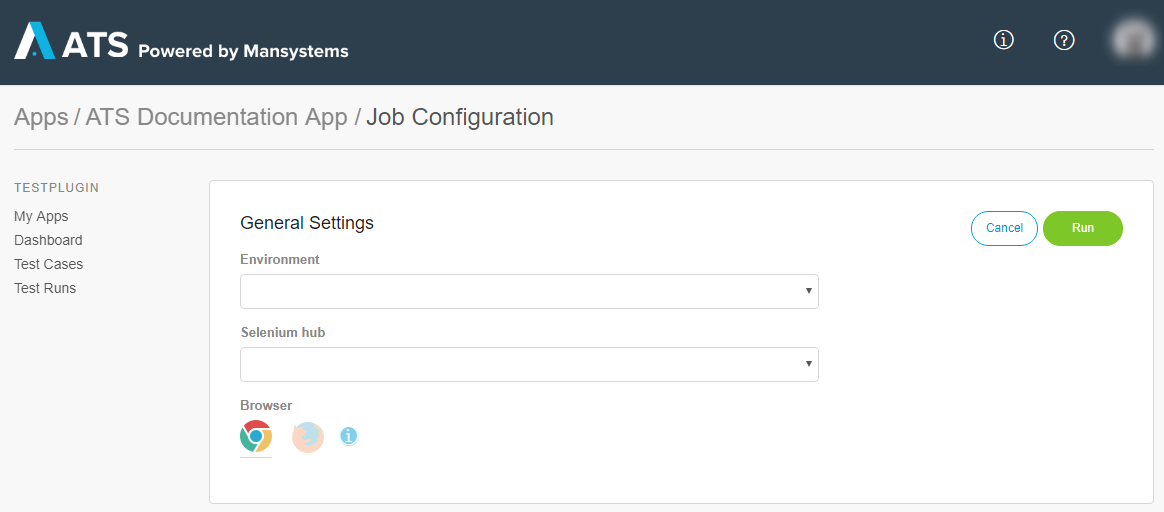 ATS Powered by Mansystems
Apps / ATS Documentation App / Job Configuration
TESTPLUGIN
My Apps
Dashboard
Test Cases
Test Runs
General Settings
Cancel
Run
Environment
Selenium hub
Browser